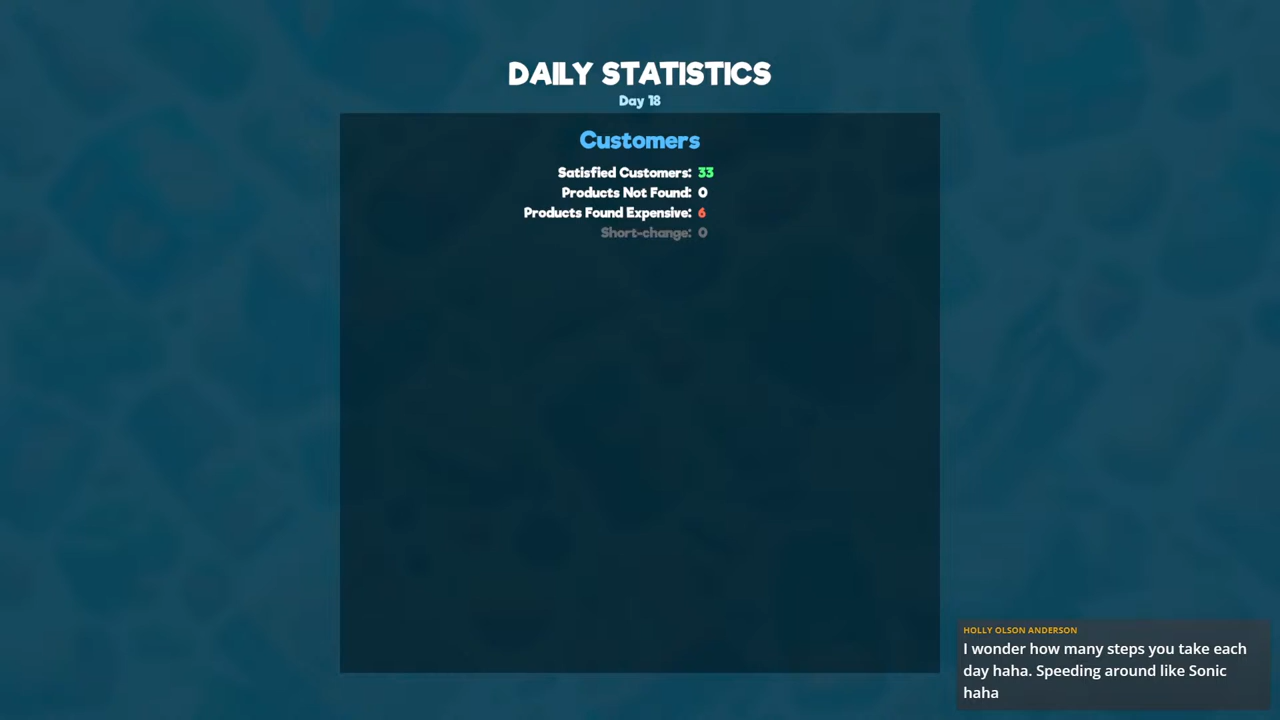 DAILY STATISTICS
Day 18
Customers
Satisfied Customers: 33
Products Not Found: 0
Products Found Expensive: 6
Short-change: 0
HOLLY OLSON ANDERSON
I wonder how many steps you take each
day haha. Speeding around like Sonic
haha